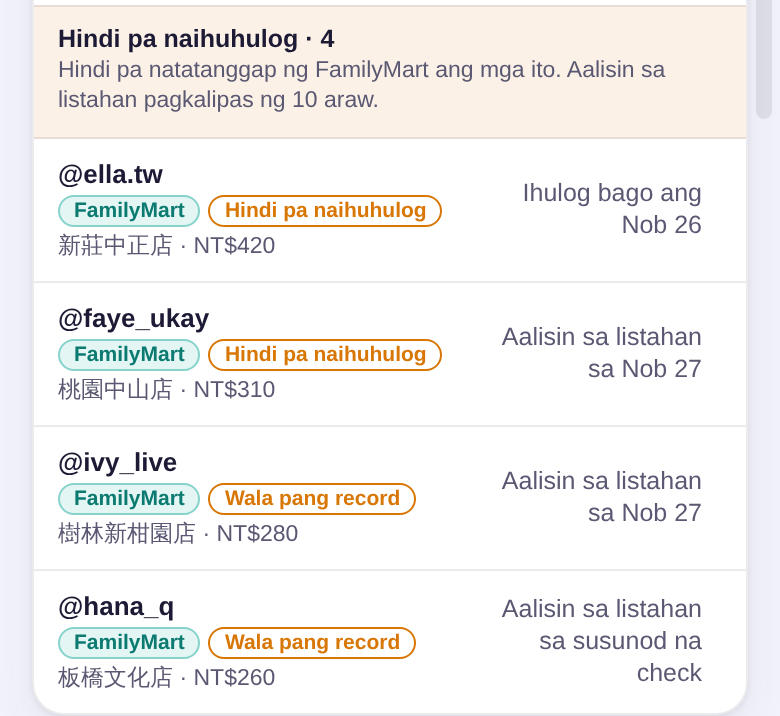 Hindi pa naihuhulog · 4
Hindi pa natatanggap ng FamilyMart ang mga ito. Aalisin sa
listahan pagkalipas ng 10 araw.
@ella.tw
FamilyMart Hindi pa naihuhulog
新莊中正店 · NT$420
Ihulog bago ang
Nob 26
@faye_ukay
FamilyMart Hindi pa naihuhulog
桃園中山店 · NT$310
Aalisin sa listahan
sa Nob 27
@ivy_live
FamilyMart Wala pang record
樹林新柑園店 · NT$280
Aalisin sa listahan
sa Nob 27
@hana_q
FamilyMart Wala pang record
板橋文化店 · NT$260
Aalisin sa listahan
sa susunod na
check